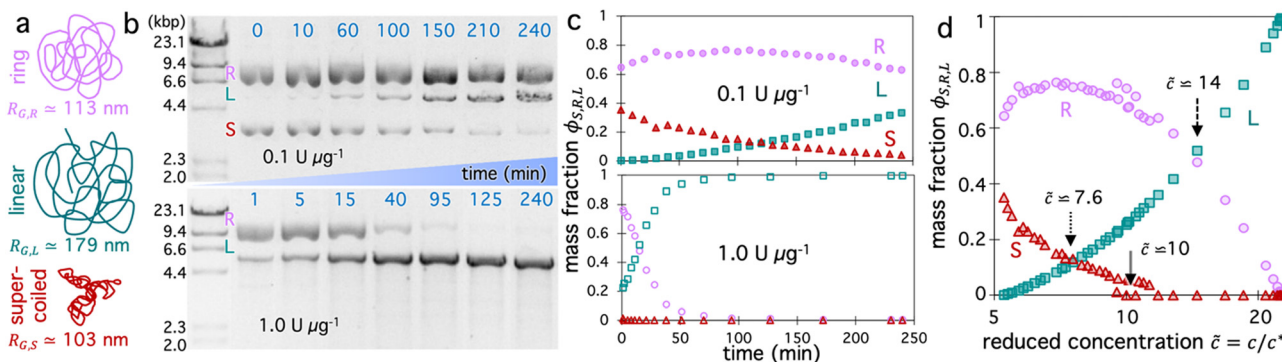 a
ring
R_G,R ≃ 113 nm
linear
R_G,L ≃ 179 nm
super-
coiled
R_G,S ≃ 103 nm
b (kbp)
0 10 60 100 150 210 240
23.1
9.4
6.6
4.4
2.3
2.0
R
L
S
0.1 U µg⁻¹
time (min)
1 5 15 40 95 125 240
23.1
9.4
6.6
4.4
2.3
2.0
R
L
1.0 U µg⁻¹
c
mass fraction ϕ_S,R,L
1
0.8
0.6
0.4
0.2
0
R
0.1 U µg⁻¹
L
S
1
0.8
0.6
0.4
0.2
0
1.0 U µg⁻¹
0 50 100 150 200 250
time (min)
d
mass fraction ϕ_S,R,L
1
0.8
0.6
0.4
0.2
0
R
c̃ ≃ 14
L
c̃ ≃ 7.6
S
c̃ ≃ 10
5 10 20
reduced concentration c̃ = c/c*